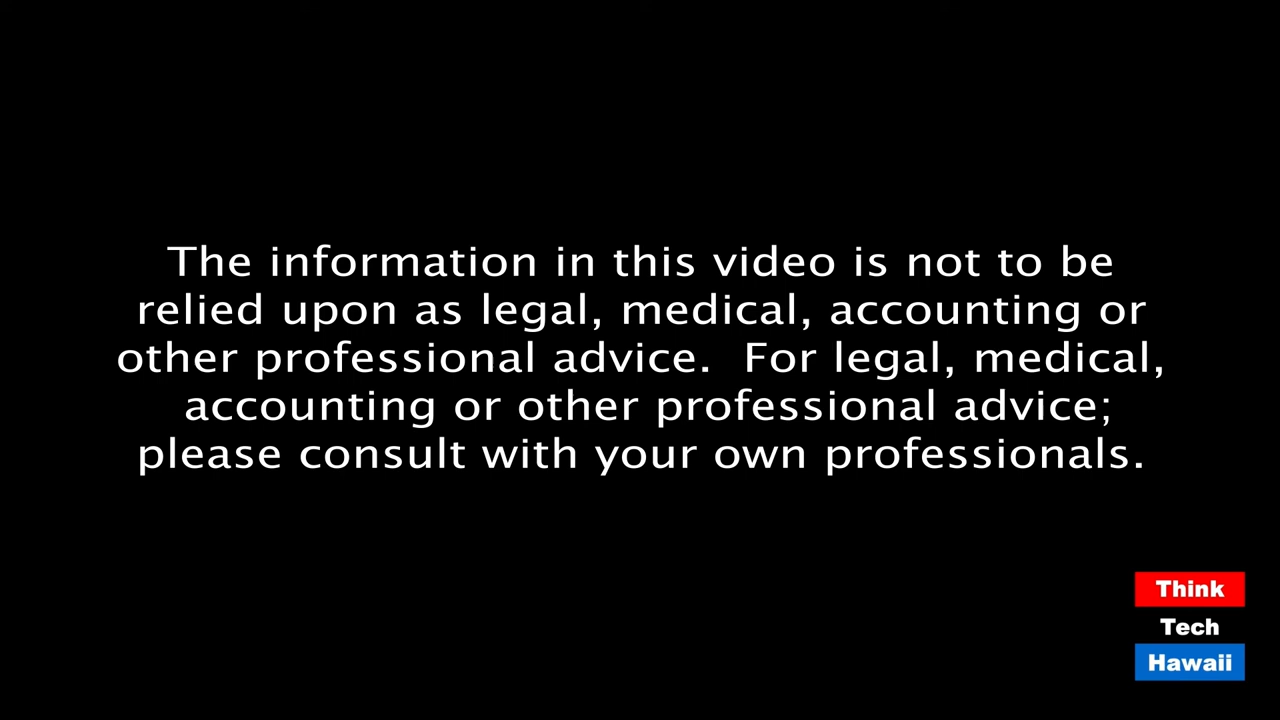 The information in this video is not to be
relied upon as legal, medical, accounting or
other professional advice.  For legal, medical,
accounting or other professional advice;
please consult with your own professionals.
Think
Tech
Hawaii